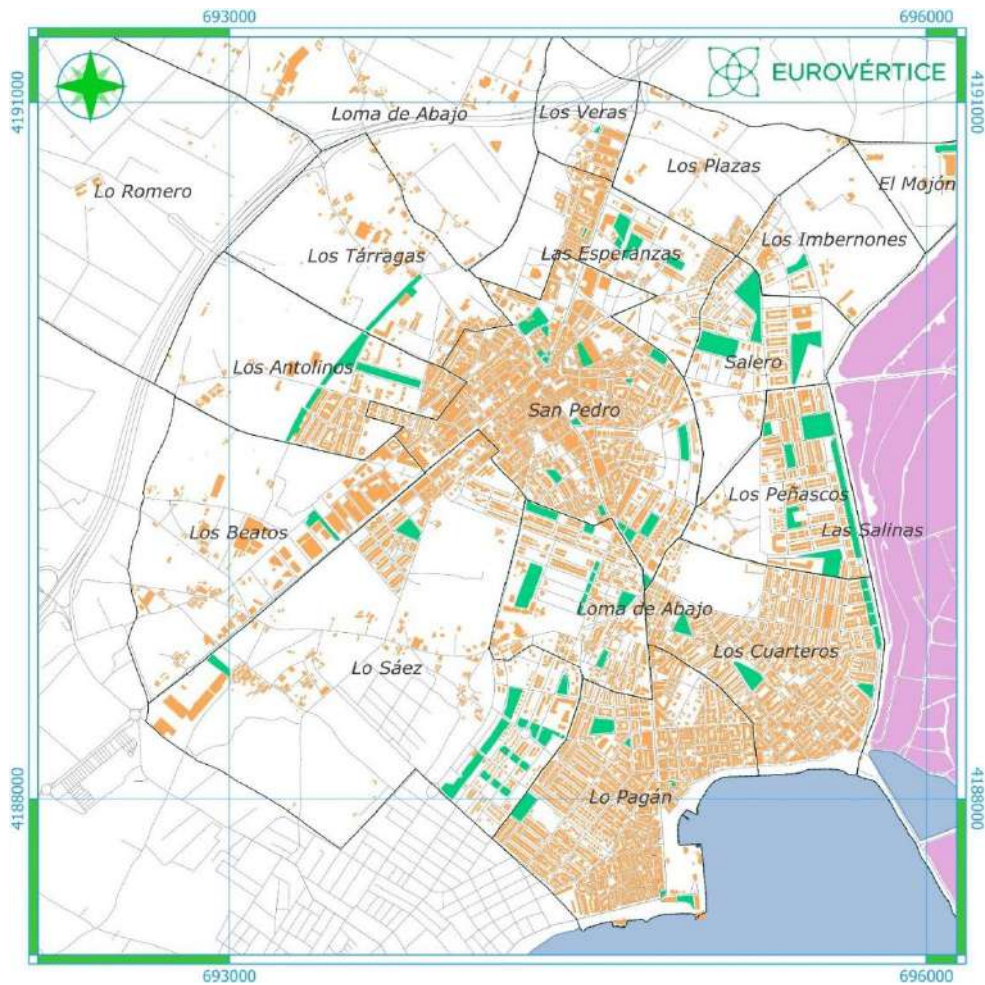 693000
696000
4191000
EUROVÉRTICE
4191000
Loma de Abajo
Los Veras
Los Plazas
El Mojón
Lo Romero
Los Imbernones
Los Tárragas
Las Esperanzas
Los Antolinos
Salero
San Pedro
Los Peñascos
Los Beatos
Las Salinas
Loma de Abajo
Los Cuarteros
Lo Sáez
Lo Pagán
4188000
4188000
693000
696000